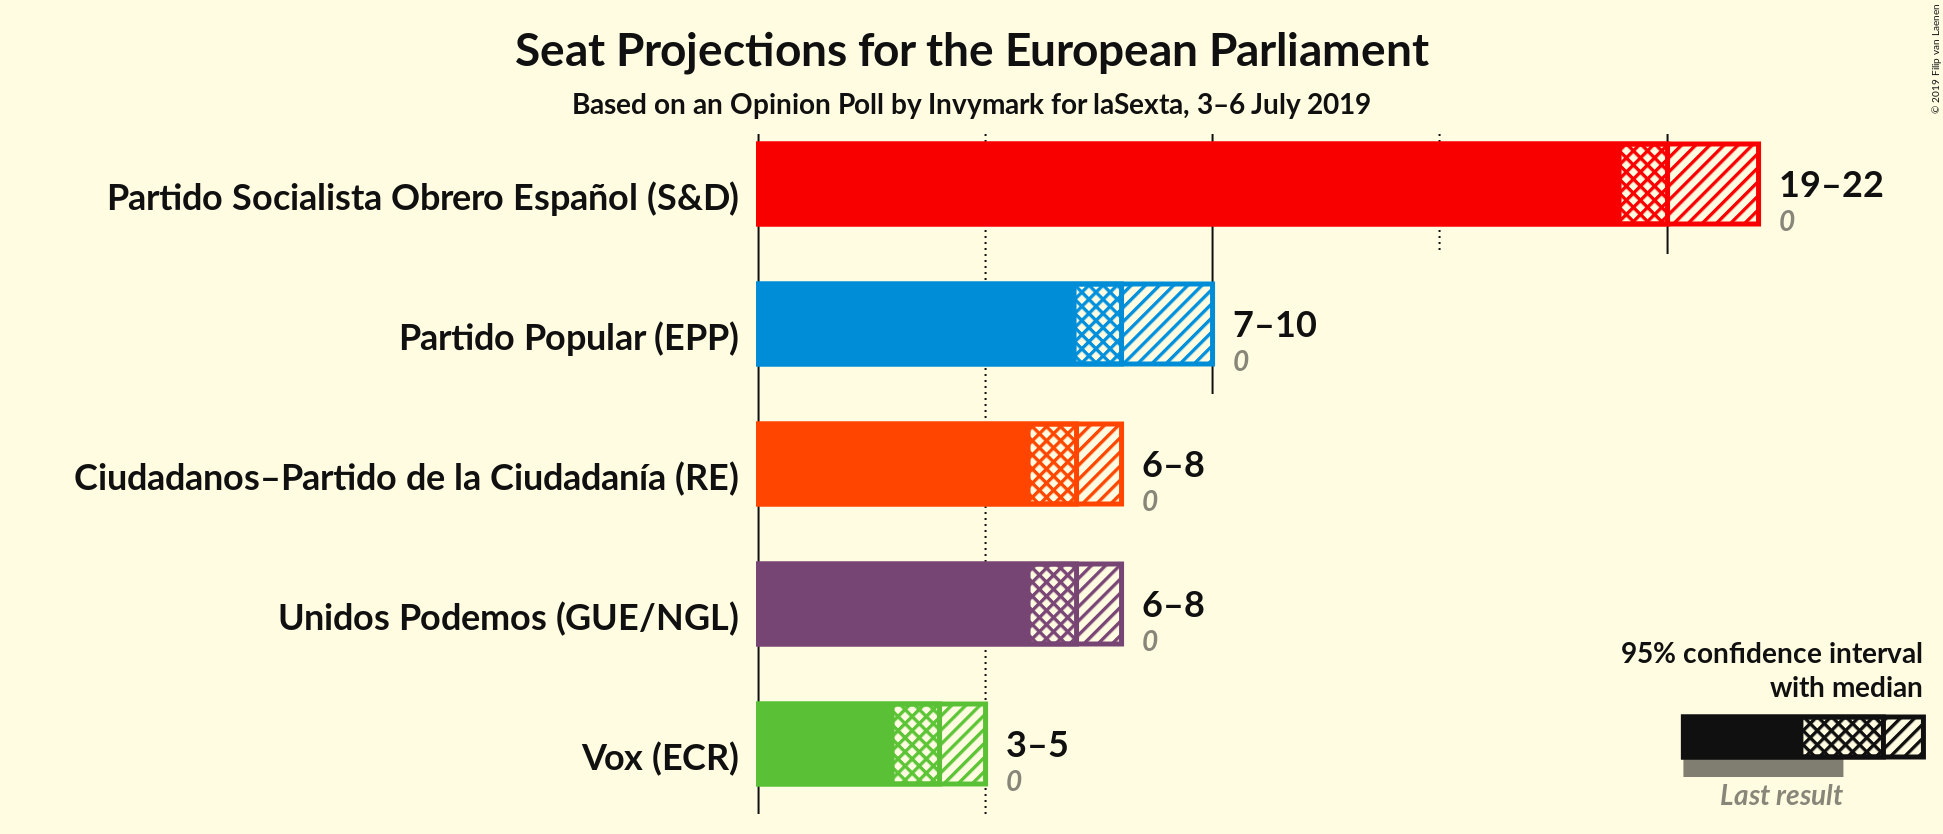 Seat Projections for the European Parliament
Based on an Opinion Poll by Invymark for laSexta, 3–6 July 2019
© 2019 Filip van Laenen
Partido Socialista Obrero Español (S&D)
19–22
0
Partido Popular (EPP)
7–10
0
Ciudadanos–Partido de la Ciudadanía (RE)
6–8
0
Unidos Podemos (GUE/NGL)
6–8
0
Vox (ECR)
3–5
0
95% confidence interval
with median
Last result